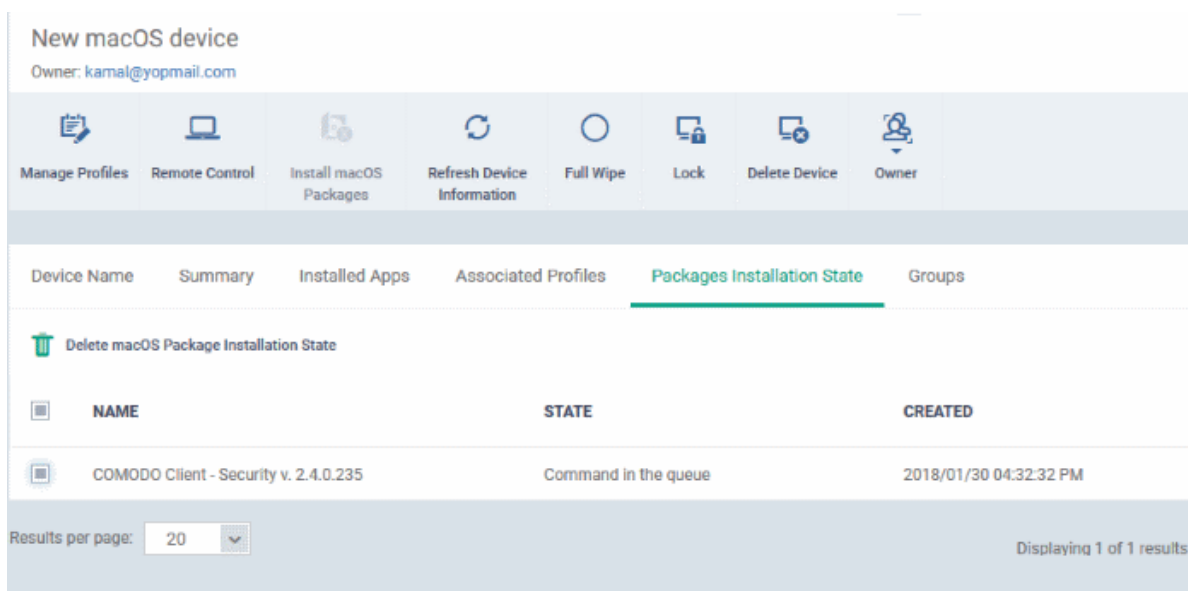 New macOS device
Owner: kamal@yopmail.com
Manage Profiles
Remote Control
Install macOS
Packages
Refresh Device
Information
Full Wipe
Lock
Delete Device
Owner
Device Name Summary Installed Apps Associated Profiles Packages Installation State Groups
Delete macOS Package Installation State
NAME STATE CREATED
COMODO Client - Security v. 2.4.0.235 Command in the queue 2018/01/30 04:32:32 PM
Results per page: 20
Displaying 1 of 1 results